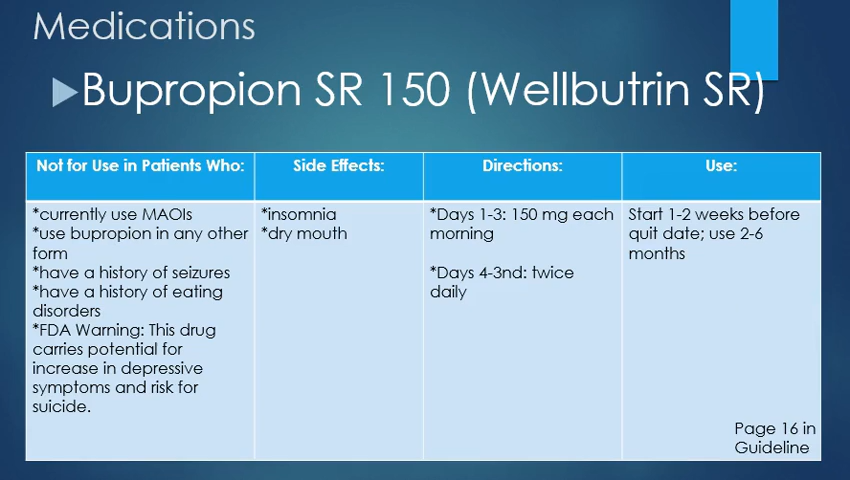 Medications
Bupropion SR 150 (Wellbutrin SR)
Not for Use in Patients Who:
*currently use MAOIs
*use bupropion in any other
form
*have a history of seizures
*have a history of eating
disorders
*FDA Warning: This drug
carries potential for
increase in depressive
symptoms and risk for
suicide.
Side Effects:
*insomnia
*dry mouth
Directions:
*Days 1-3: 150 mg each
morning
*Days 4-3nd: twice
daily
Use:
Start 1-2 weeks before
quit date; use 2-6
months
Page 16 in
Guideline